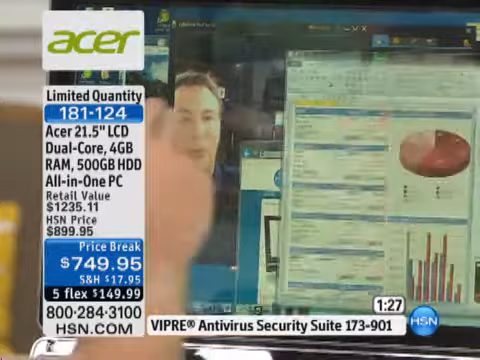 acer
Limited Quantity
181-124
Acer 21.5" LCD
Dual-Core, 4GB
RAM, 500GB HDD
All-in-One PC
Retail Value
$1235.11
HSN Price
$899.95
Price Break
$749.95
S&H $17.95
5 flex $149.99
800·284·3100
HSN.COM
1:27
VIPRE® Antivirus Security Suite 173-901
HSN